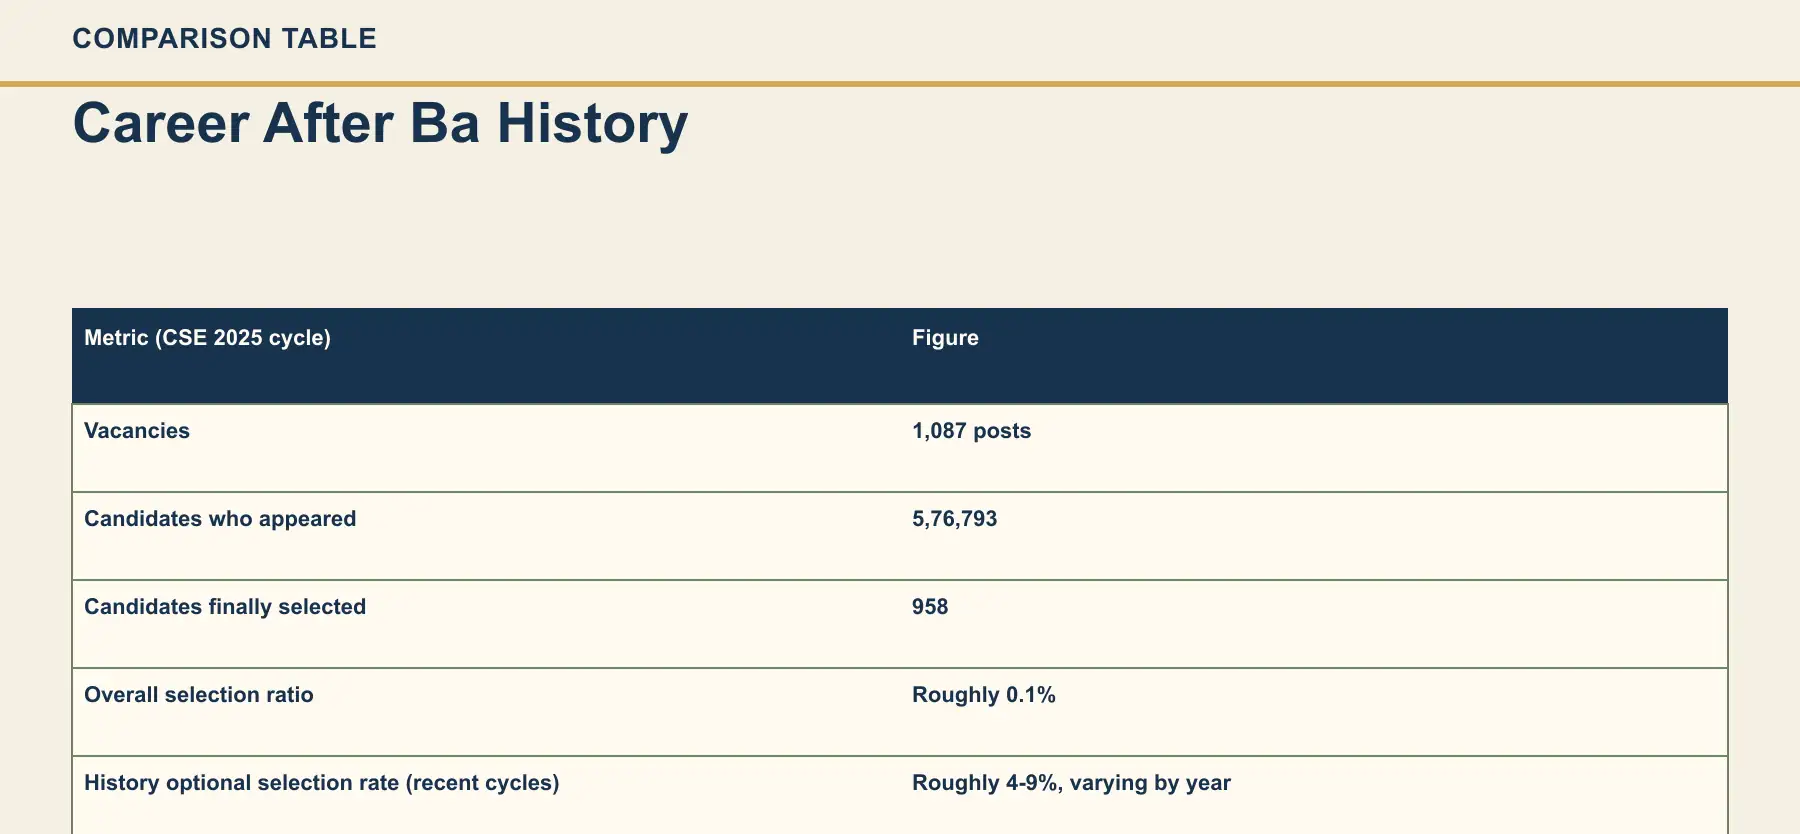 COMPARISON TABLE
Career After Ba History
Metric (CSE 2025 cycle) Figure
Vacancies 1,087 posts
Candidates who appeared 5,76,793
Candidates finally selected 958
Overall selection ratio Roughly 0.1%
History optional selection rate (recent cycles) Roughly 4-9%, varying by year